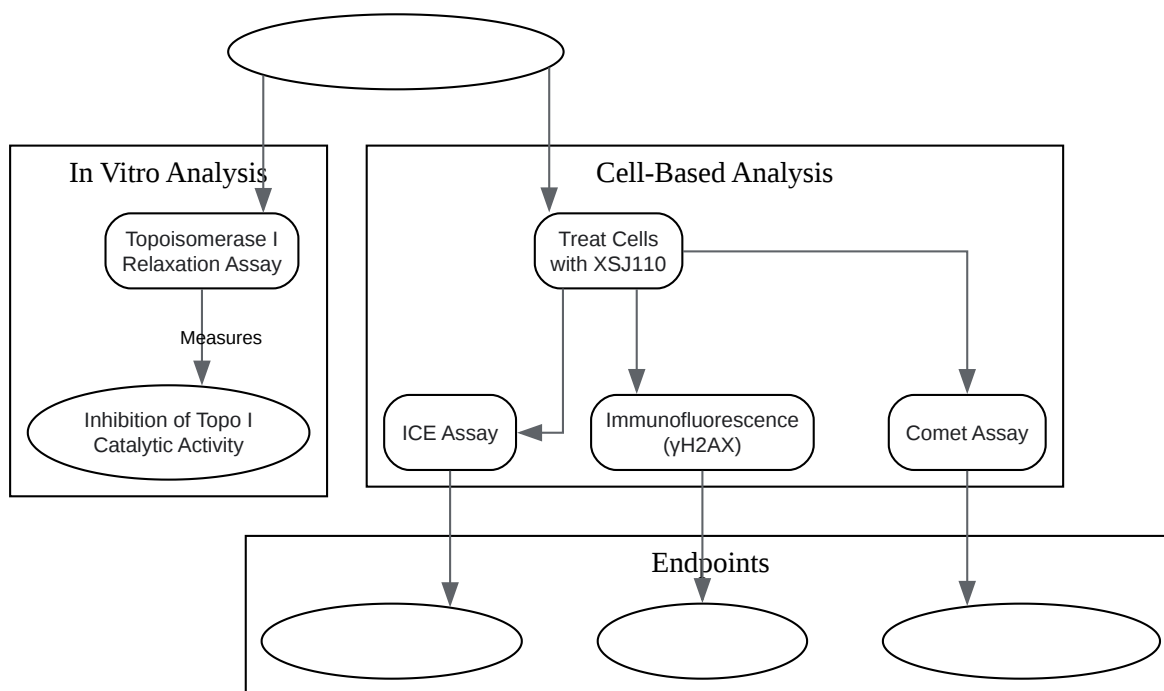 In Vitro Analysis
Cell-Based Analysis
Topoisomerase I
Relaxation Assay
Treat Cells
with XSJ110
Measures
Inhibition of Topo I
Catalytic Activity
ICE Assay
Immunofluorescence
(γH2AX)
Comet Assay
Endpoints